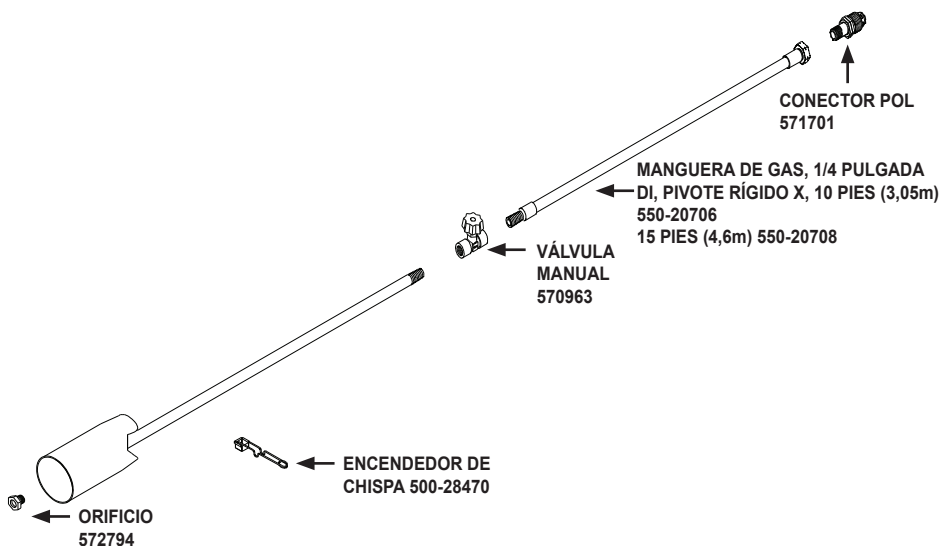 CONECTOR POL
571701
MANGUERA DE GAS, 1/4 PULGADA
DI, PIVOTE RÍGIDO X, 10 PIES (3,05m)
550-20706
15 PIES (4,6m) 550-20708
VÁLVULA
MANUAL
570963
ENCENDEDOR DE
CHISPA 500-28470
ORIFICIO
572794